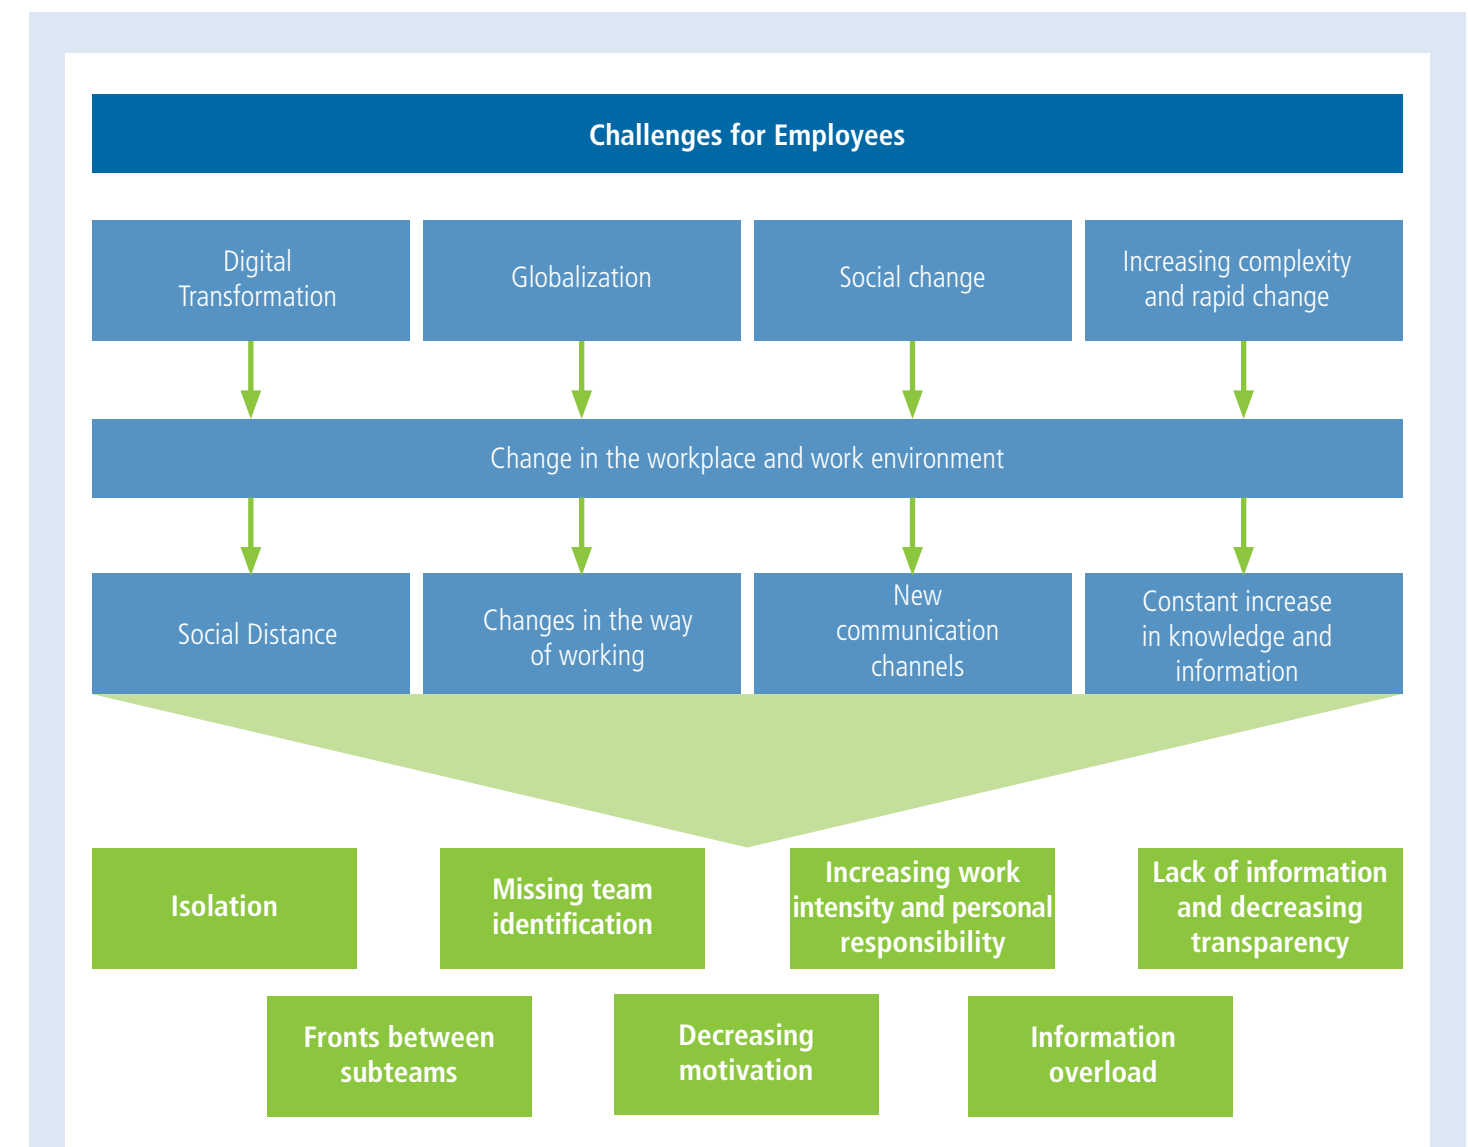 Challenges for Employees
Digital
Transformation
Globalization
Social change
Increasing complexity
and rapid change
Change in the workplace and work environment
Social Distance
Changes in the way
of working
New
communication
channels
Constant increase
in knowledge and
information
Isolation
Missing team
identification
Increasing work
intensity and personal
responsibility
Lack of information
and decreasing
transparency
Fronts between
subteams
Decreasing
motivation
Information
overload